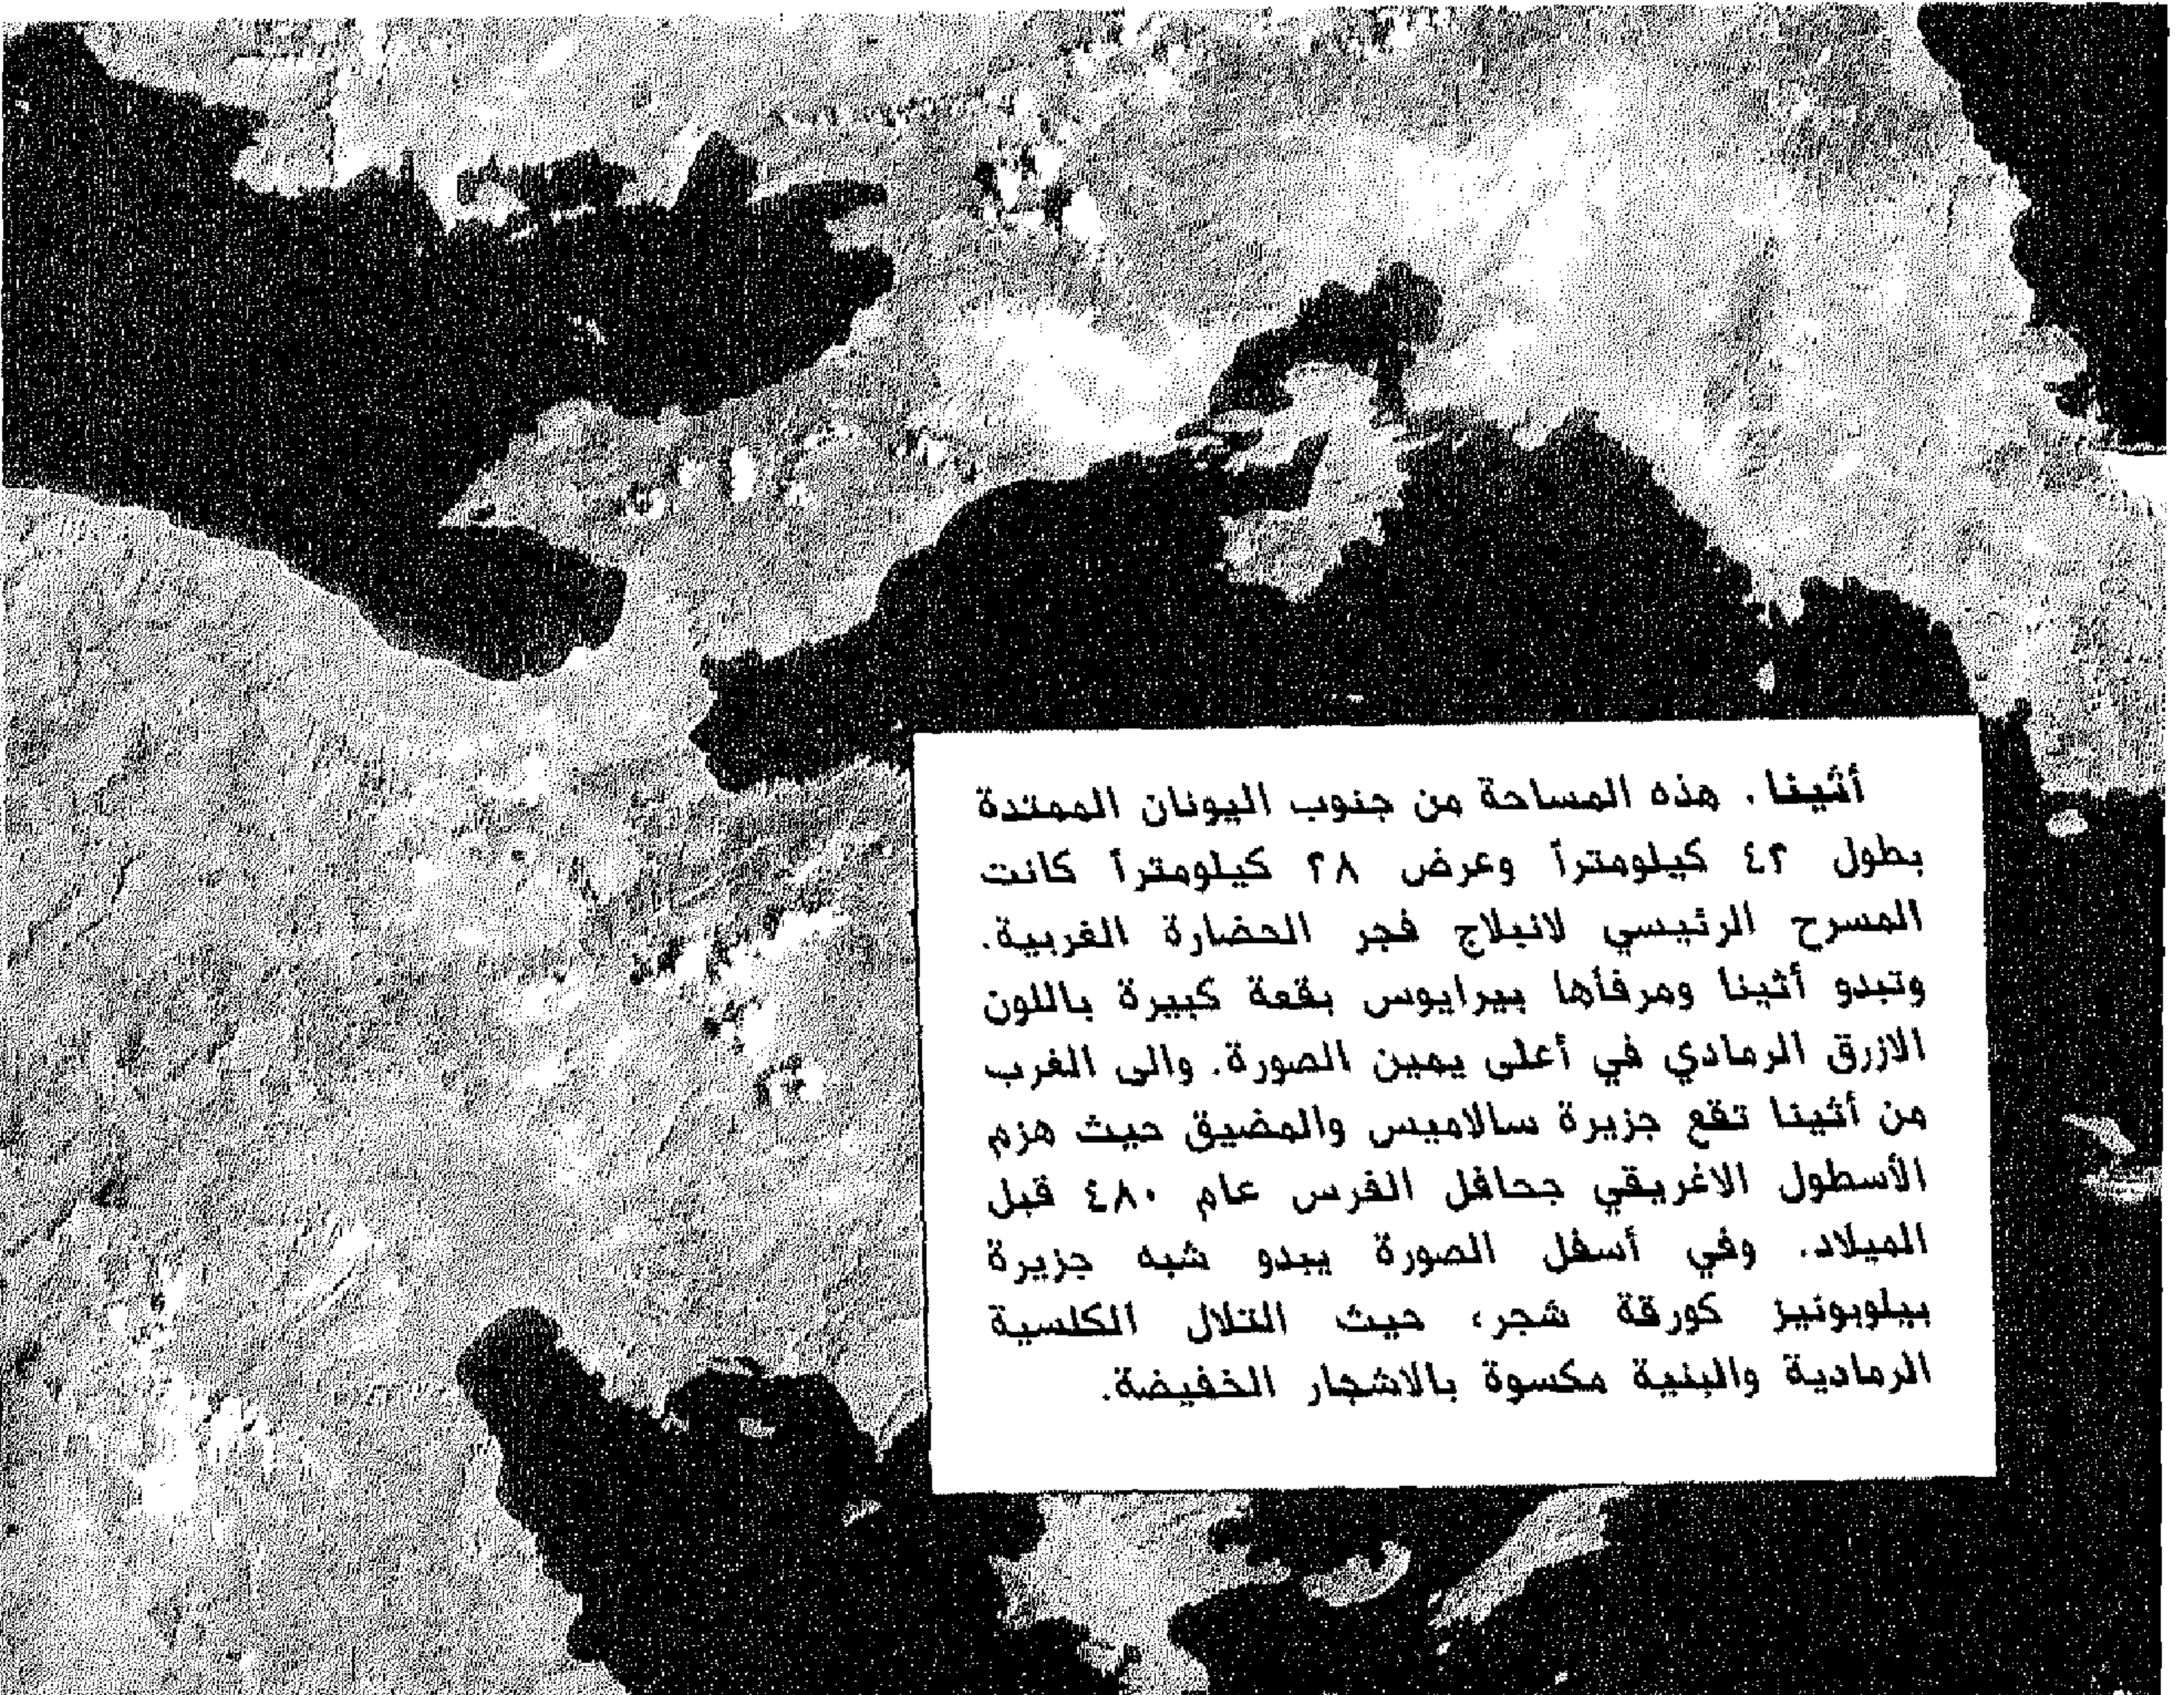 أثينا. هذه المساحة من جنوب اليونان الممتدة
بطول ٤٢ كيلومتراً وعرض ٢٨ كيلومتراً كانت
المسرح الرئيسي لانبلاج فجر الحضارة الغربية.
وتبدو أثينا ومرفأها بيرايوس بقعة كبيرة باللون
الازرق الرمادي في أعلى يمين الصورة. والى الغرب
من أثينا تقع جزيرة سالاميس والمضيق حيث هزم
الأسطول الاغريقي جحافل الفرس عام ٤٨٠ قبل
الميلاد. وفي أسفل الصورة يبدو شبه جزيرة
بيلوبونيز كورقة شجر، حيث التلال الكلسية
الرمادية والبنية مكسوة بالاشجار الخفيضة.